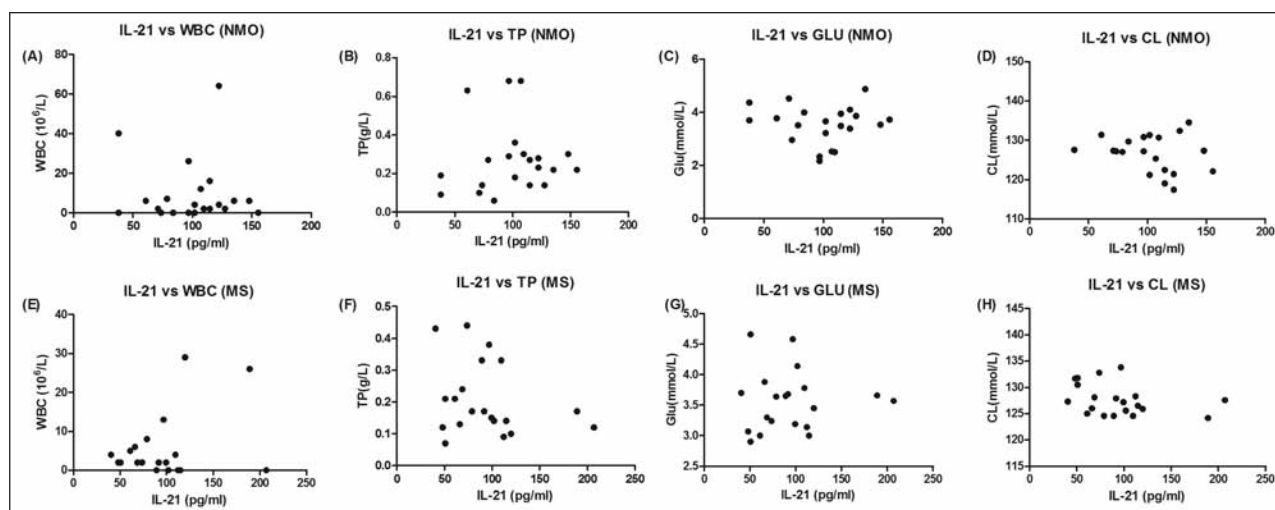 IL-21 vs WBC (NMO)
(A)
80
60
40
20
0
WBC (10⁶/L)
0 50 100 150 200
IL-21 (pg/ml)
IL-21 vs TP (NMO)
(B)
0.8
0.6
0.4
0.2
0.0
TP(g/L)
0 50 100 150 200
IL-21 (pg/ml)
IL-21 vs GLU (NMO)
(C)
6
4
2
0
Glu(mmol/L)
0 50 100 150 200
IL-21 (pg/ml)
IL-21 vs CL (NMO)
(D)
150
140
130
120
110
CL(mmol/L)
0 50 100 150 200
IL-21 (pg/ml)
IL-21 vs WBC (MS)
(E)
40
30
20
10
0
WBC (10⁶/L)
0 50 100 150 200 250
IL-21 (pg/ml)
IL-21 vs TP (MS)
(F)
0.5
0.4
0.3
0.2
0.1
0.0
TP(g/L)
0 50 100 150 200 250
IL-21 (pg/ml)
IL-21 vs GLU (MS)
(G)
5.0
4.5
4.0
3.5
3.0
2.5
Glu(mmol/L)
0 50 100 150 200 250
IL-21 (pg/ml)
IL-21 vs CL (MS)
(H)
145
140
135
130
125
120
115
CL(mmol/L)
0 50 100 150 200 250
IL-21 (pg/ml)